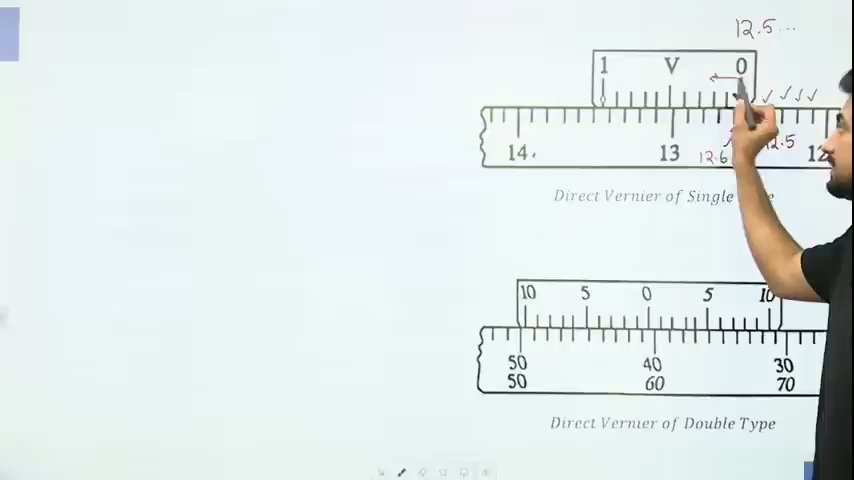 12.5...
1 V 0
14 13 12
12.6 12.5
Direct Vernier of Single
10 5 0 5 10
50 40 30
50 60 70
Direct Vernier of Double Type